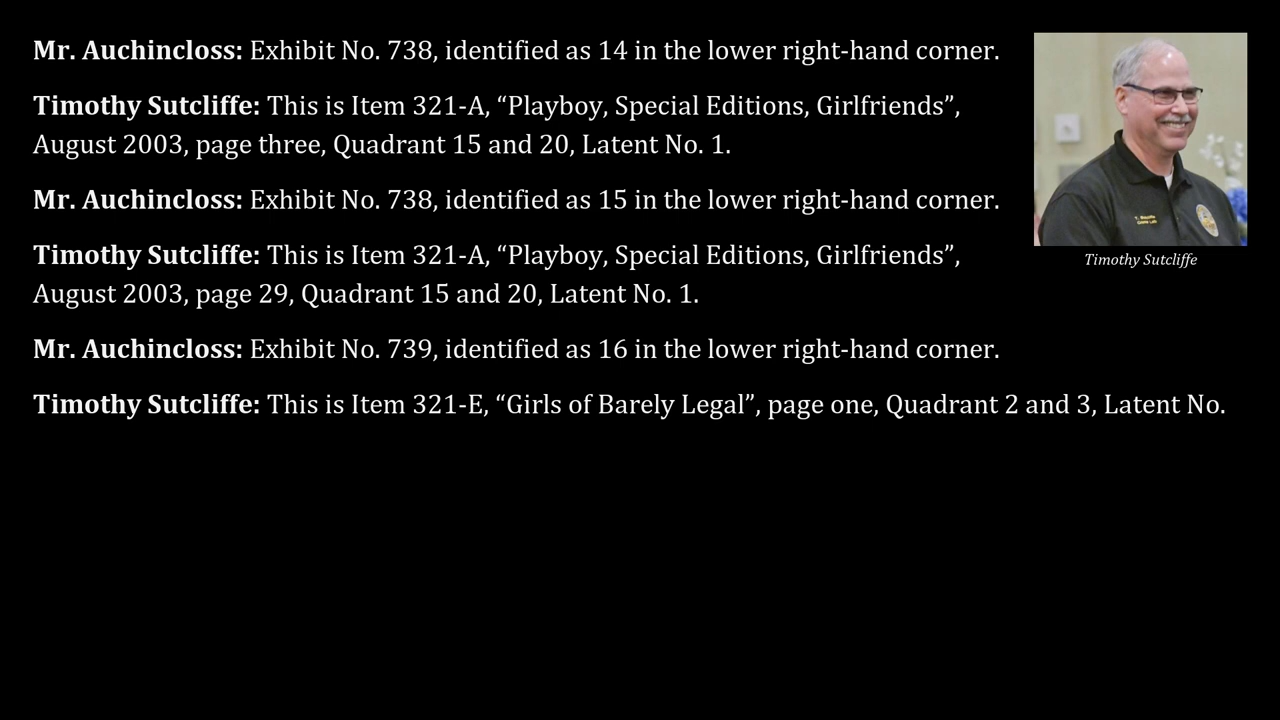 Mr. Auchincloss: Exhibit No. 738, identified as 14 in the lower right-hand corner.
Timothy Sutcliffe: This is Item 321-A, “Playboy, Special Editions, Girlfriends”,
August 2003, page three, Quadrant 15 and 20, Latent No. 1.
Mr. Auchincloss: Exhibit No. 738, identified as 15 in the lower right-hand corner.
Timothy Sutcliffe: This is Item 321-A, “Playboy, Special Editions, Girlfriends”,
August 2003, page 29, Quadrant 15 and 20, Latent No. 1.
Mr. Auchincloss: Exhibit No. 739, identified as 16 in the lower right-hand corner.
Timothy Sutcliffe: This is Item 321-E, “Girls of Barely Legal”, page one, Quadrant 2 and 3, Latent No.
Timothy Sutcliffe